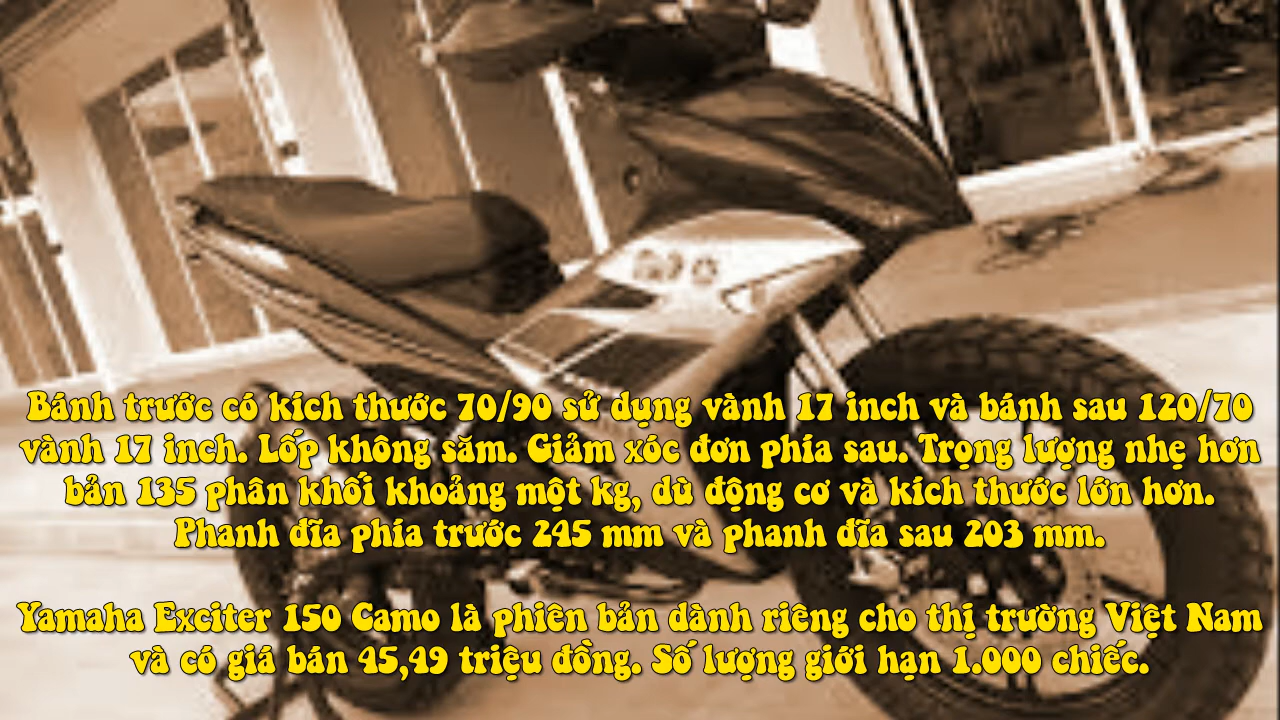 Bánh trước có kích thước 70/90 sử dụng vành 17 inch và bánh sau 120/70
vành 17 inch. Lốp không săm. Giảm xóc đơn phía sau. Trọng lượng nhẹ hơn
bản 135 phân khối khoảng một kg, dù động cơ và kích thước lớn hơn.
Phanh đĩa phía trước 245 mm và phanh đĩa sau 203 mm.
Yamaha Exciter 150 Camo là phiên bản dành riêng cho thị trường Việt Nam
và có giá bán 45,49 triệu đồng. Số lượng giới hạn 1.000 chiếc.